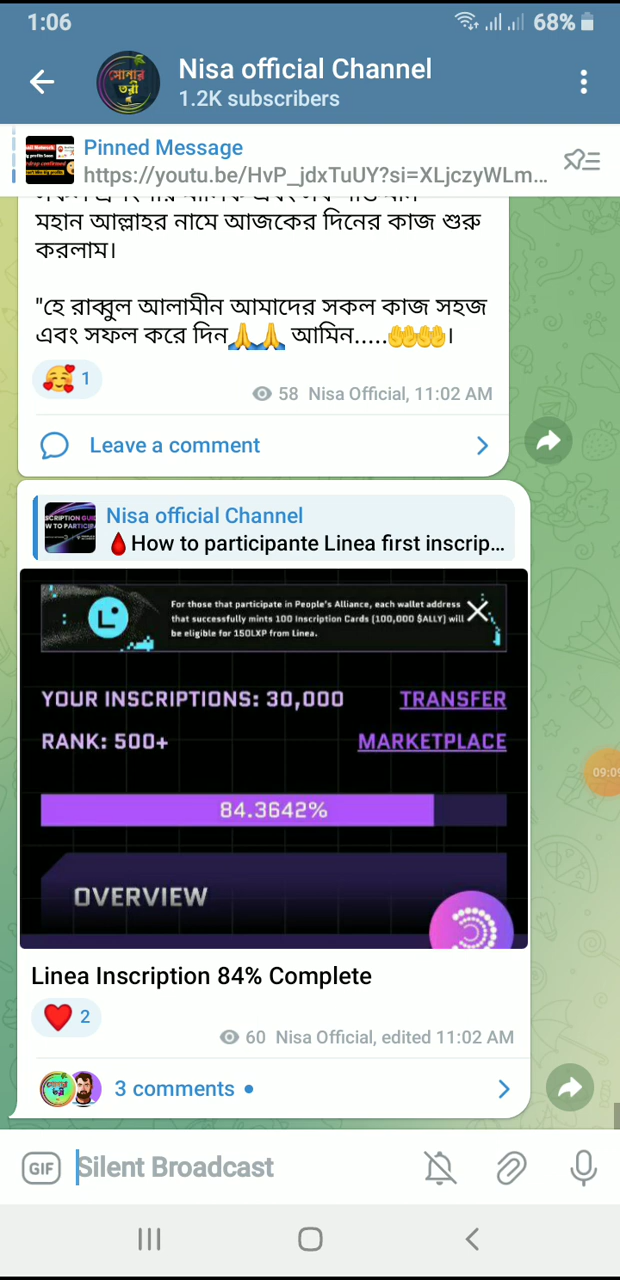 1:06
68%
সোনার
তরী
Nisa official Channel
1.2K subscribers
Pinned Message
https://youtu.be/HvP_jdxTuUY?si=XLjczyWLm...
মহান আল্লাহর নামে আজকের দিনের কাজ শুরু
করলাম।
"হে রাব্বুল আলামীন আমাদের সকল কাজ সহজ
এবং সফল করে দিন🙏🙏 আমিন.....🤲🤲।
1
58 Nisa Official, 11:02 AM
Leave a comment
Nisa official Channel
🩸How to participante Linea first inscrip...
For those that participate in People's Alliance, each wallet address
that successfully mints 100 Inscription Cards (100,000 $ALLY) will
be eligible for 150LXP from Linea.
YOUR INSCRIPTIONS: 30,000 TRANSFER
RANK: 500+ MARKETPLACE
84.3642%
OVERVIEW
09:09
Linea Inscription 84% Complete
2
60 Nisa Official, edited 11:02 AM
3 comments
GIF Silent Broadcast